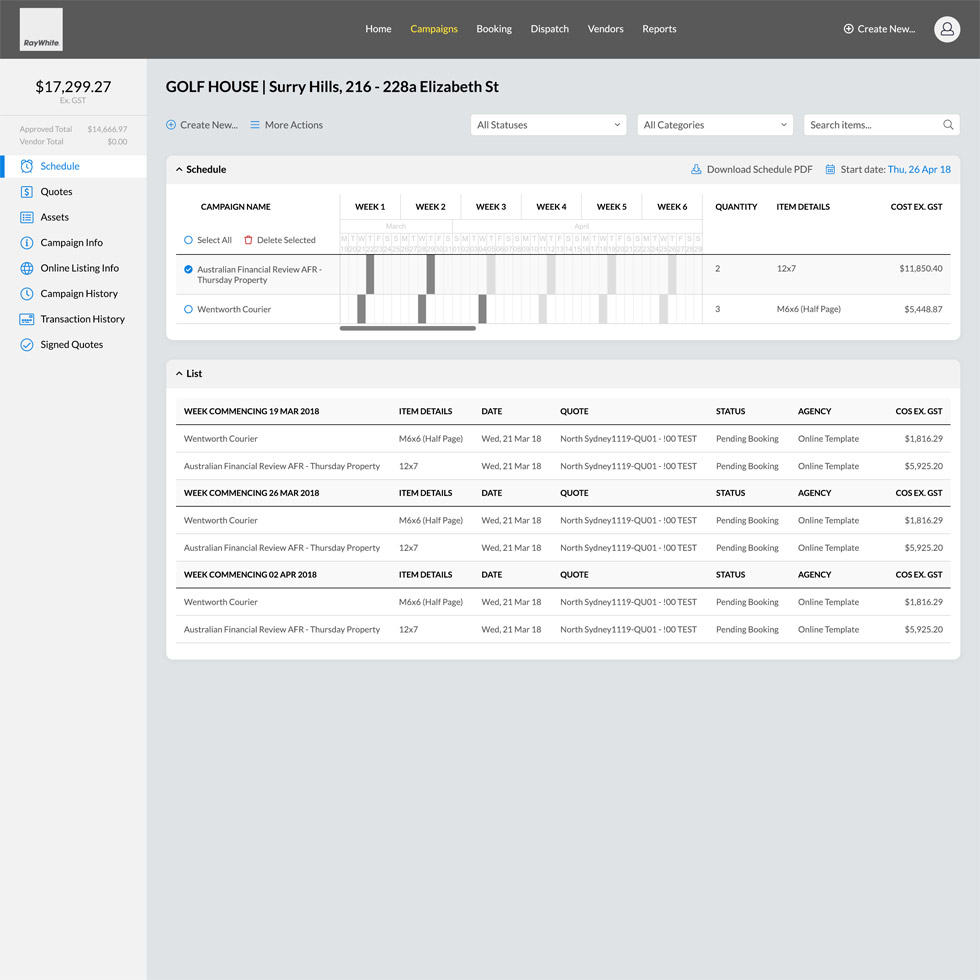 RayWhite.
Home Campaigns Booking Dispatch Vendors Reports Create New...
$17,299.27
Ex. GST
Approved Total $14,666.97
Vendor Total $0.00
Schedule
Quotes
Assets
Campaign Info
Online Listing Info
Campaign History
Transaction History
Signed Quotes
GOLF HOUSE | Surry Hills, 216 - 228a Elizabeth St
Create New... More Actions All Statuses All Categories Search items...
Schedule Download Schedule PDF Start date: Thu, 26 Apr 18
CAMPAIGN NAME WEEK 1 WEEK 2 WEEK 3 WEEK 4 WEEK 5 WEEK 6 QUANTITY ITEM DETAILS COST EX. GST
March April
Select All Delete Selected
Australian Financial Review AFR - 2 12x7 $11,850.40
Thursday Property
Wentworth Courier 3 M6x6 (Half Page) $5,448.87
List
WEEK COMMENCING 19 MAR 2018 ITEM DETAILS DATE QUOTE STATUS AGENCY COS EX. GST
Wentworth Courier M6x6 (Half Page) Wed, 21 Mar 18 North Sydney1119-QU01 - !00 TEST Pending Booking Online Template $1,816.29
Australian Financial Review AFR - Thursday Property 12x7 Wed, 21 Mar 18 North Sydney1119-QU01 - !00 TEST Pending Booking Online Template $5,925.20
WEEK COMMENCING 26 MAR 2018 ITEM DETAILS DATE QUOTE STATUS AGENCY COS EX. GST
Wentworth Courier M6x6 (Half Page) Wed, 21 Mar 18 North Sydney1119-QU01 - !00 TEST Pending Booking Online Template $1,816.29
Australian Financial Review AFR - Thursday Property 12x7 Wed, 21 Mar 18 North Sydney1119-QU01 - !00 TEST Pending Booking Online Template $5,925.20
WEEK COMMENCING 02 APR 2018 ITEM DETAILS DATE QUOTE STATUS AGENCY COS EX. GST
Wentworth Courier M6x6 (Half Page) Wed, 21 Mar 18 North Sydney1119-QU01 - !00 TEST Pending Booking Online Template $1,816.29
Australian Financial Review AFR - Thursday Property 12x7 Wed, 21 Mar 18 North Sydney1119-QU01 - !00 TEST Pending Booking Online Template $5,925.20